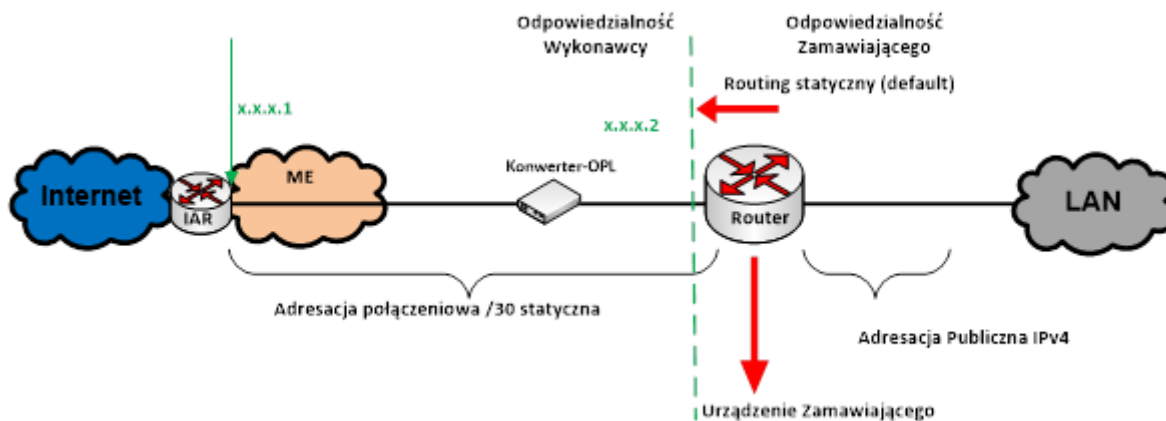 Odpowiedzialność
Wykonawcy
Odpowiedzialność
Zamawiającego
Routing statyczny (default)
x.x.x.1
x.x.x.2
Konwerter-OPL
Internet
IAR
ME
Router
LAN
Adresacja połączeniowa /30 statyczna
Adresacja Publiczna IPv4
Urządzenie Zamawiającego